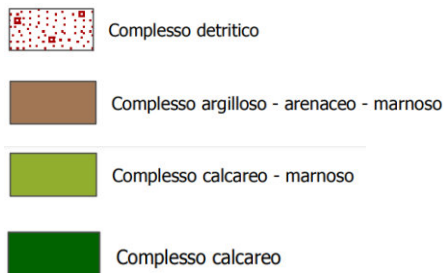 Complesso detritico
Complesso argilloso - arenaceo - marnoso
Complesso calcareo - marnoso
Complesso calcareo